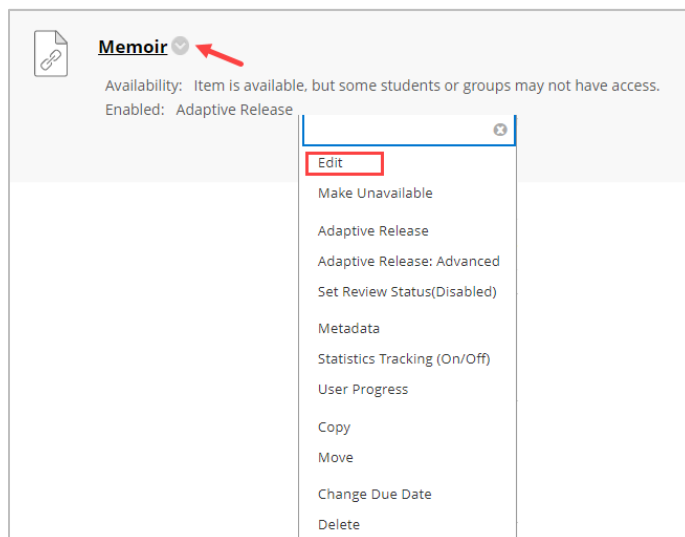 Memoir
Availability: Item is available, but some students or groups may not have access.
Enabled: Adaptive Release
Edit
Make Unavailable
Adaptive Release
Adaptive Release: Advanced
Set Review Status(Disabled)
Metadata
Statistics Tracking (On/Off)
User Progress
Copy
Move
Change Due Date
Delete